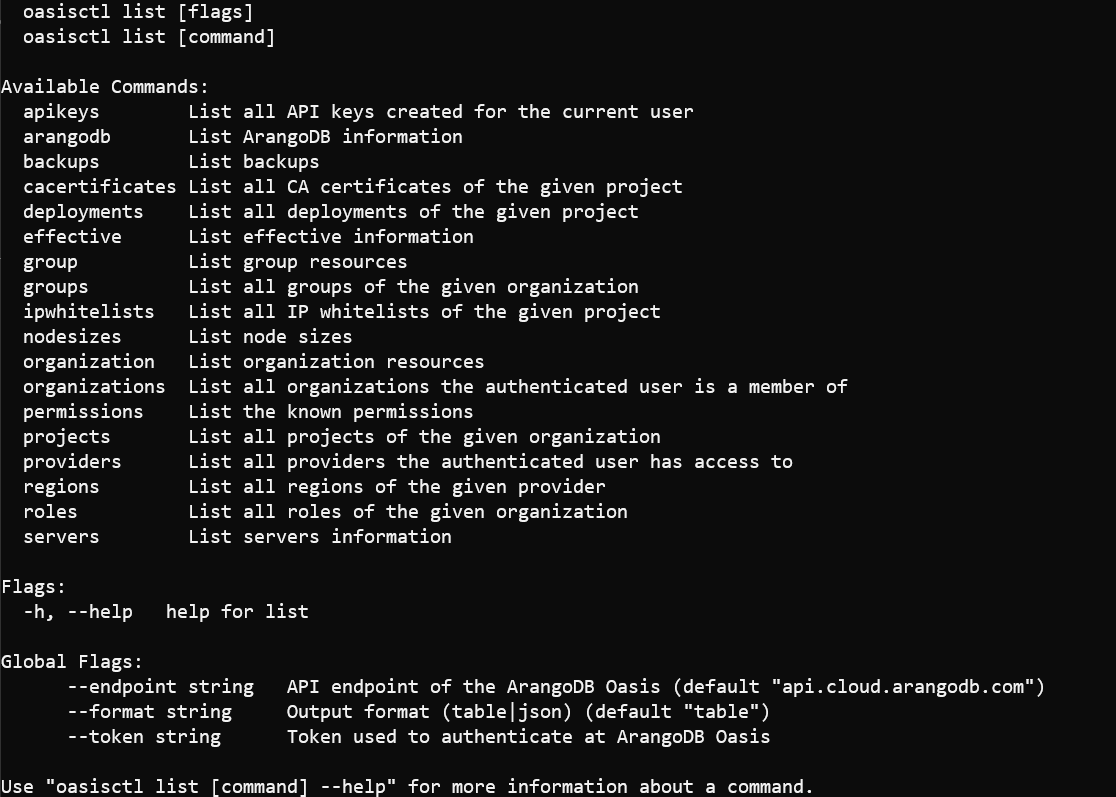 oasisctl list [flags]
oasisctl list [command]
Available Commands:
apikeys List all API keys created for the current user
arangodb List ArangoDB information
backups List backups
cacertificates List all CA certificates of the given project
deployments List all deployments of the given project
effective List effective information
group List group resources
groups List all groups of the given organization
ipwhitelists List all IP whitelists of the given project
nodesizes List node sizes
organization List organization resources
organizations List all organizations the authenticated user is a member of
permissions List the known permissions
projects List all projects of the given organization
providers List all providers the authenticated user has access to
regions List all regions of the given provider
roles List all roles of the given organization
servers List servers information
Flags:
-h, --help help for list
Global Flags:
--endpoint string API endpoint of the ArangoDB Oasis (default "api.cloud.arangodb.com")
--format string Output format (table|json) (default "table")
--token string Token used to authenticate at ArangoDB Oasis
Use "oasisctl list [command] --help" for more information about a command.